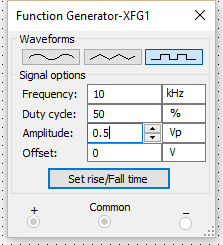 Function Generator-XFG1 ×
Waveforms
Signal options
Frequency: 10 kHz
Duty cycle: 50 %
Amplitude: 0.5 Vp
Offset: 0 V
Set rise/Fall time
+ Common −